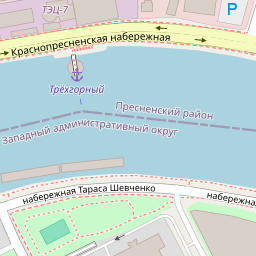 ТЭЦ-7
P
Краснопресненская набережная
Трёхгорный
Пресненский район
Западный административный округ
набережная Тараса Шевченко
набережная